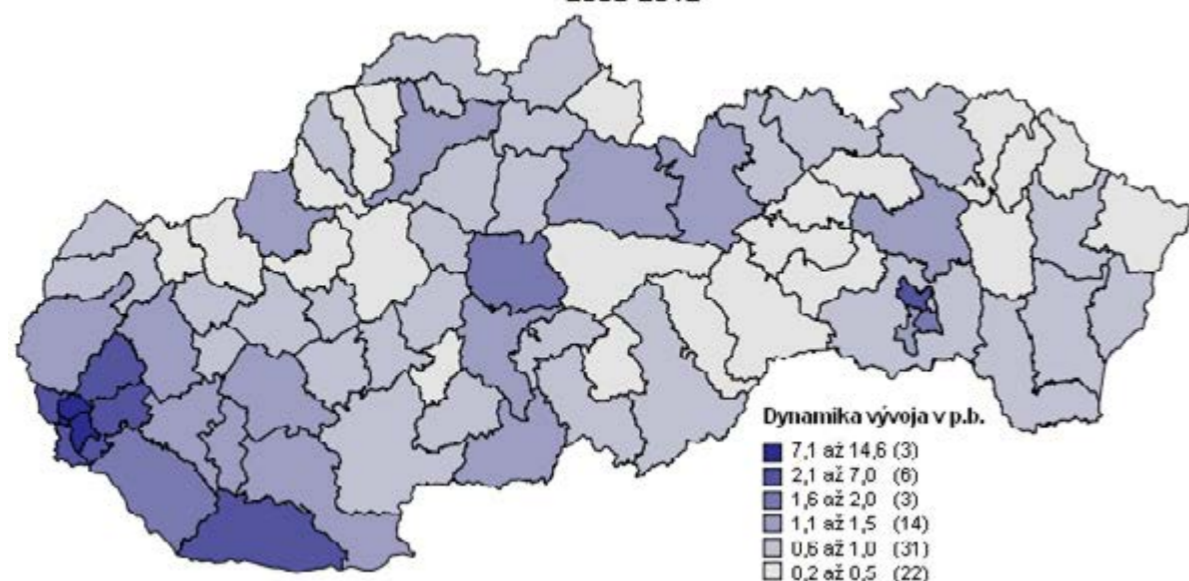 Dynamika vývoja v p.b.
7,1 až 14,6 (3)
2,1 až 7,0 (6)
1,6 až 2,0 (3)
1,1 až 1,5 (14)
0,6 až 1,0 (31)
0,2 až 0,5 (22)